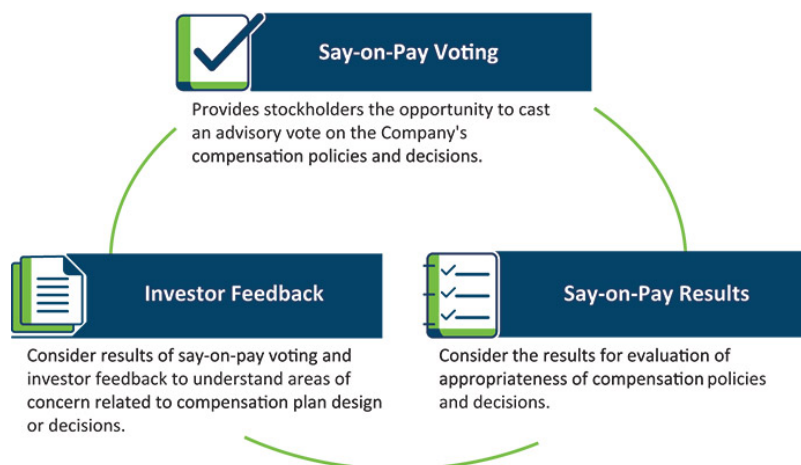 Say-on-Pay Voting
Provides stockholders the opportunity to cast
an advisory vote on the Company's
compensation policies and decisions.
Investor Feedback
Consider results of say-on-pay voting and
investor feedback to understand areas of
concern related to compensation plan design
or decisions.
Say-on-Pay Results
Consider the results for evaluation of
appropriateness of compensation policies
and decisions.